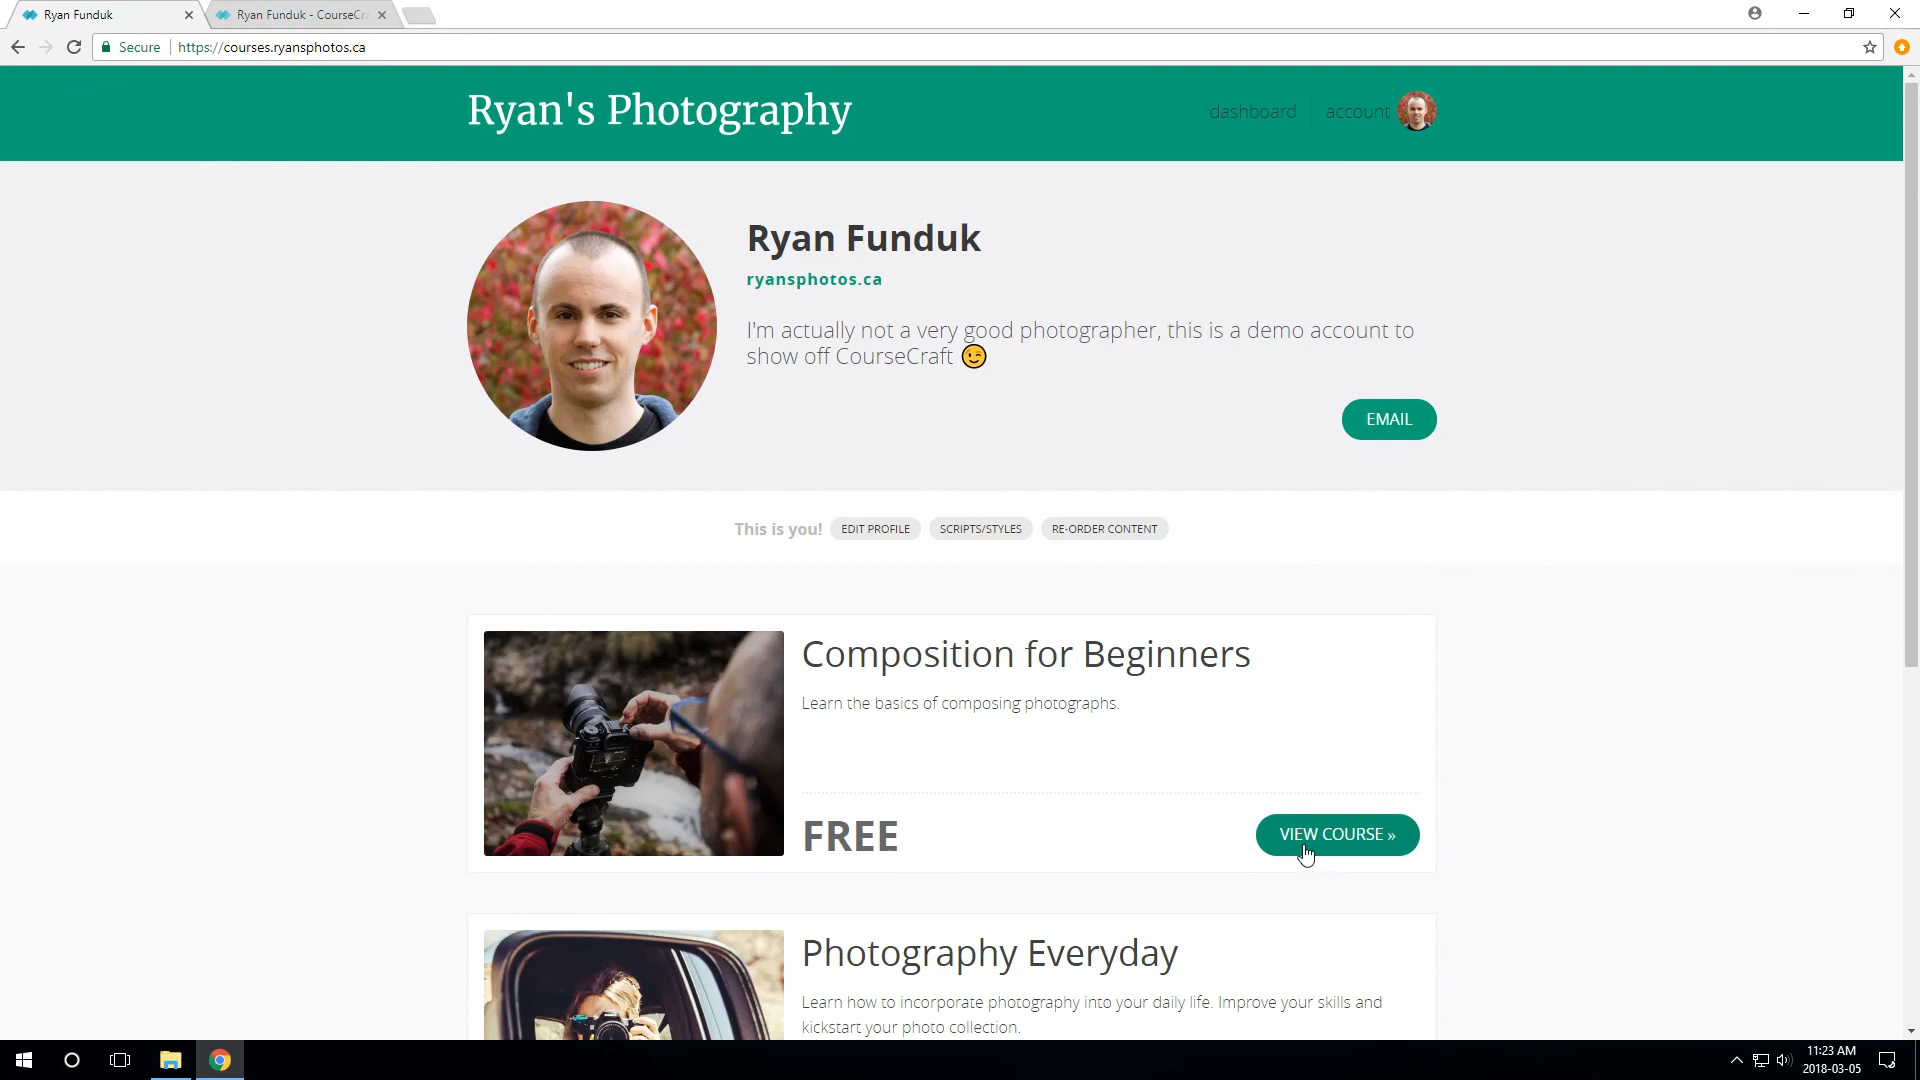 Ryan Funduk
Ryan Funduk - CourseCr
Secure
https://courses.ryansphotos.ca
Ryan's Photography
dashboard
account
Ryan Funduk
ryansphotos.ca
I'm actually not a very good photographer, this is a demo account to
show off CourseCraft 😉
EMAIL
This is you!
EDIT PROFILE
SCRIPTS/STYLES
RE-ORDER CONTENT
Composition for Beginners
Learn the basics of composing photographs.
FREE
VIEW COURSE »
Photography Everyday
Learn how to incorporate photography into your daily life. Improve your skills and
kickstart your photo collection.
11:23 AM
2018-03-05